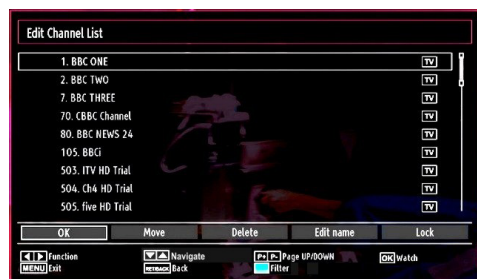 Edit Channel List
1. BBC ONE TV
2. BBC TWO TV
7. BBC THREE TV
70. CBBC Channel TV
80. BBC NEWS 24 TV
105. BBCi TV
503. ITV HD Trial TV
504. Ch4 HD Trial TV
505. five HD Trial TV
OK Move Delete Edit name Lock
Function Navigate P+ P- Page UP/DOWN OK Watch
MENU Exit RET/BACK Back Filter